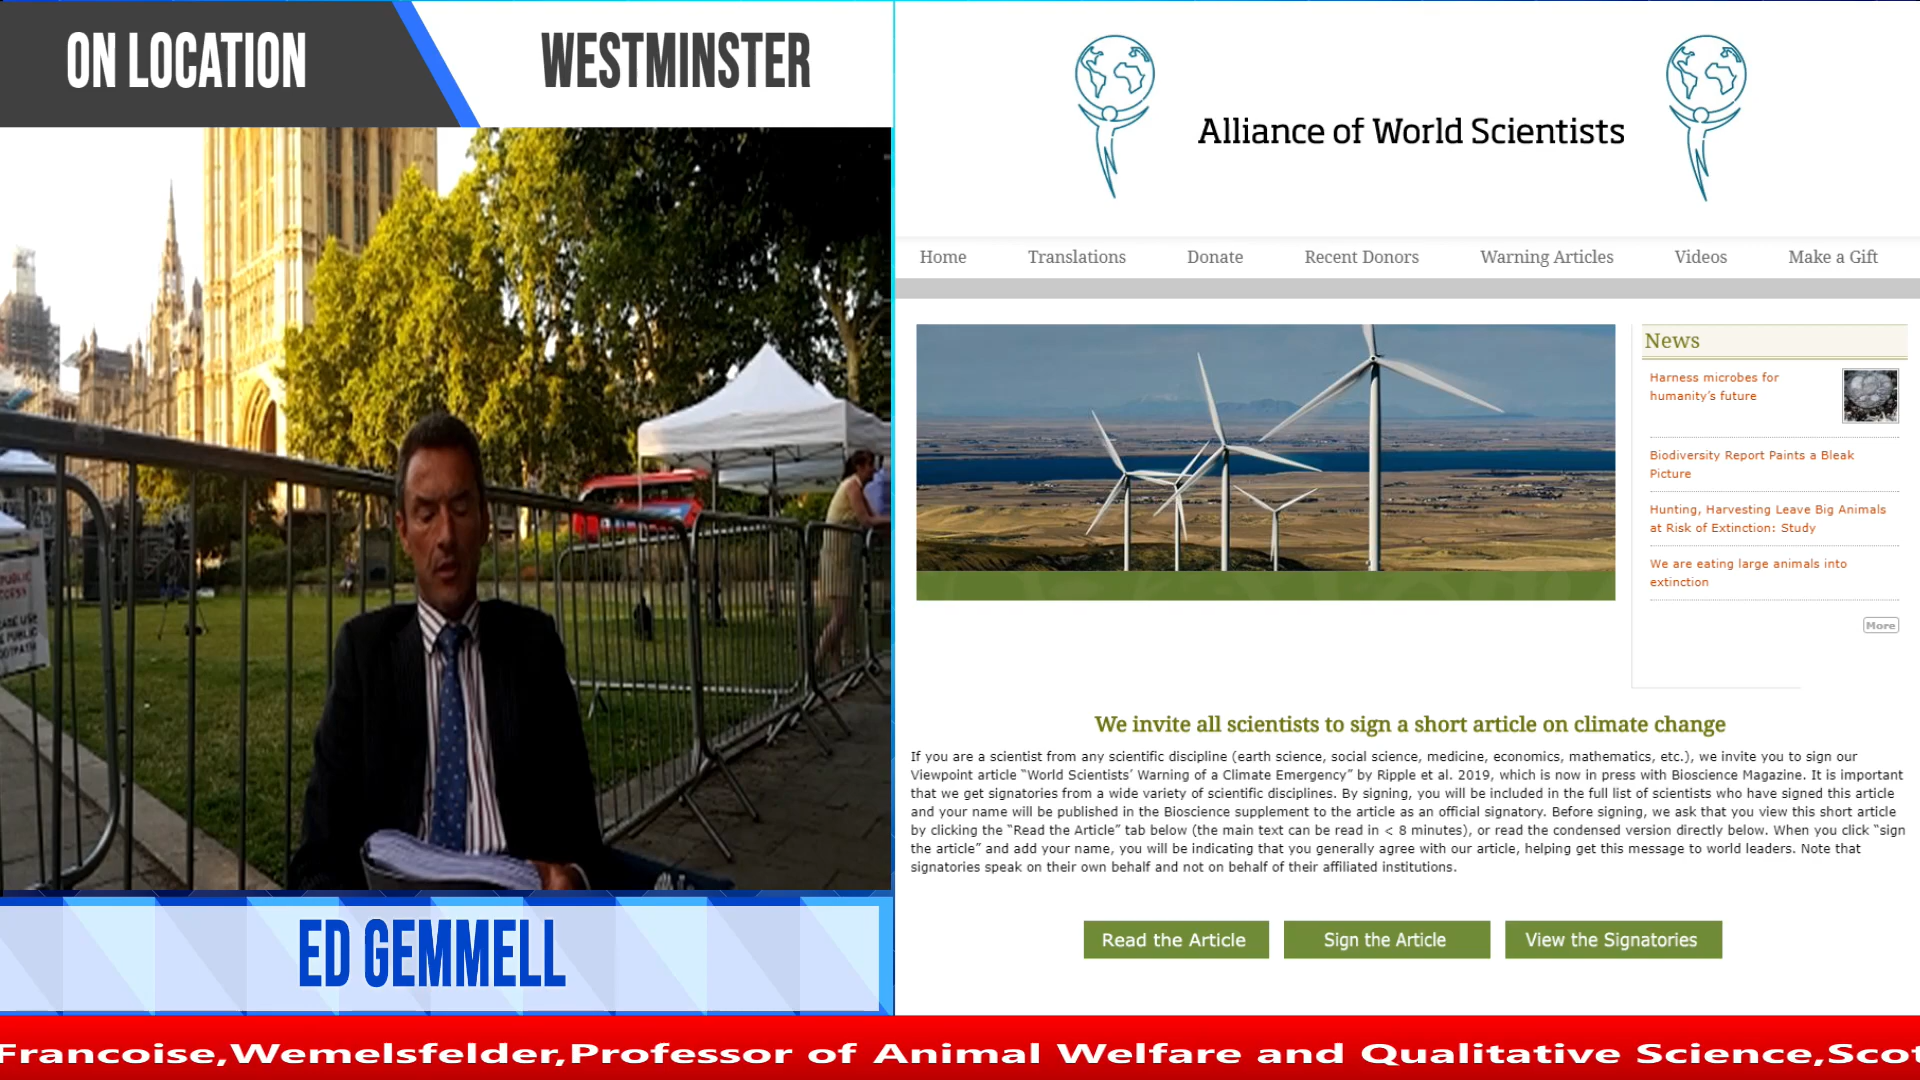 ON LOCATION
WESTMINSTER
ED GEMMELL
Alliance of World Scientists
Home
Translations
Donate
Recent Donors
Warning Articles
Videos
Make a Gift
News
Harness microbes for
humanity's future
Biodiversity Report Paints a Bleak
Picture
Hunting, Harvesting Leave Big Animals
at Risk of Extinction: Study
We are eating large animals into
extinction
More
We invite all scientists to sign a short article on climate change
If you are a scientist from any scientific discipline (earth science, social science, medicine, economics, mathematics, etc.), we invite you to sign our
Viewpoint article “World Scientists’ Warning of a Climate Emergency” by Ripple et al. 2019, which is now in press with Bioscience Magazine. It is important
that we get signatories from a wide variety of scientific disciplines. By signing, you will be included in the full list of scientists who have signed this article
and your name will be published in the Bioscience supplement to the article as an official signatory. Before signing, we ask that you view this short article
by clicking the “Read the Article” tab below (the main text can be read in < 8 minutes), or read the condensed version directly below. When you click “sign
the article” and add your name, you will be indicating that you generally agree with our article, helping get this message to world leaders. Note that
signatories speak on their own behalf and not on behalf of their affiliated institutions.
Read the Article
Sign the Article
View the Signatories
Francoise,Wemelsfelder,Professor of Animal Welfare and Qualitative Science,Scot